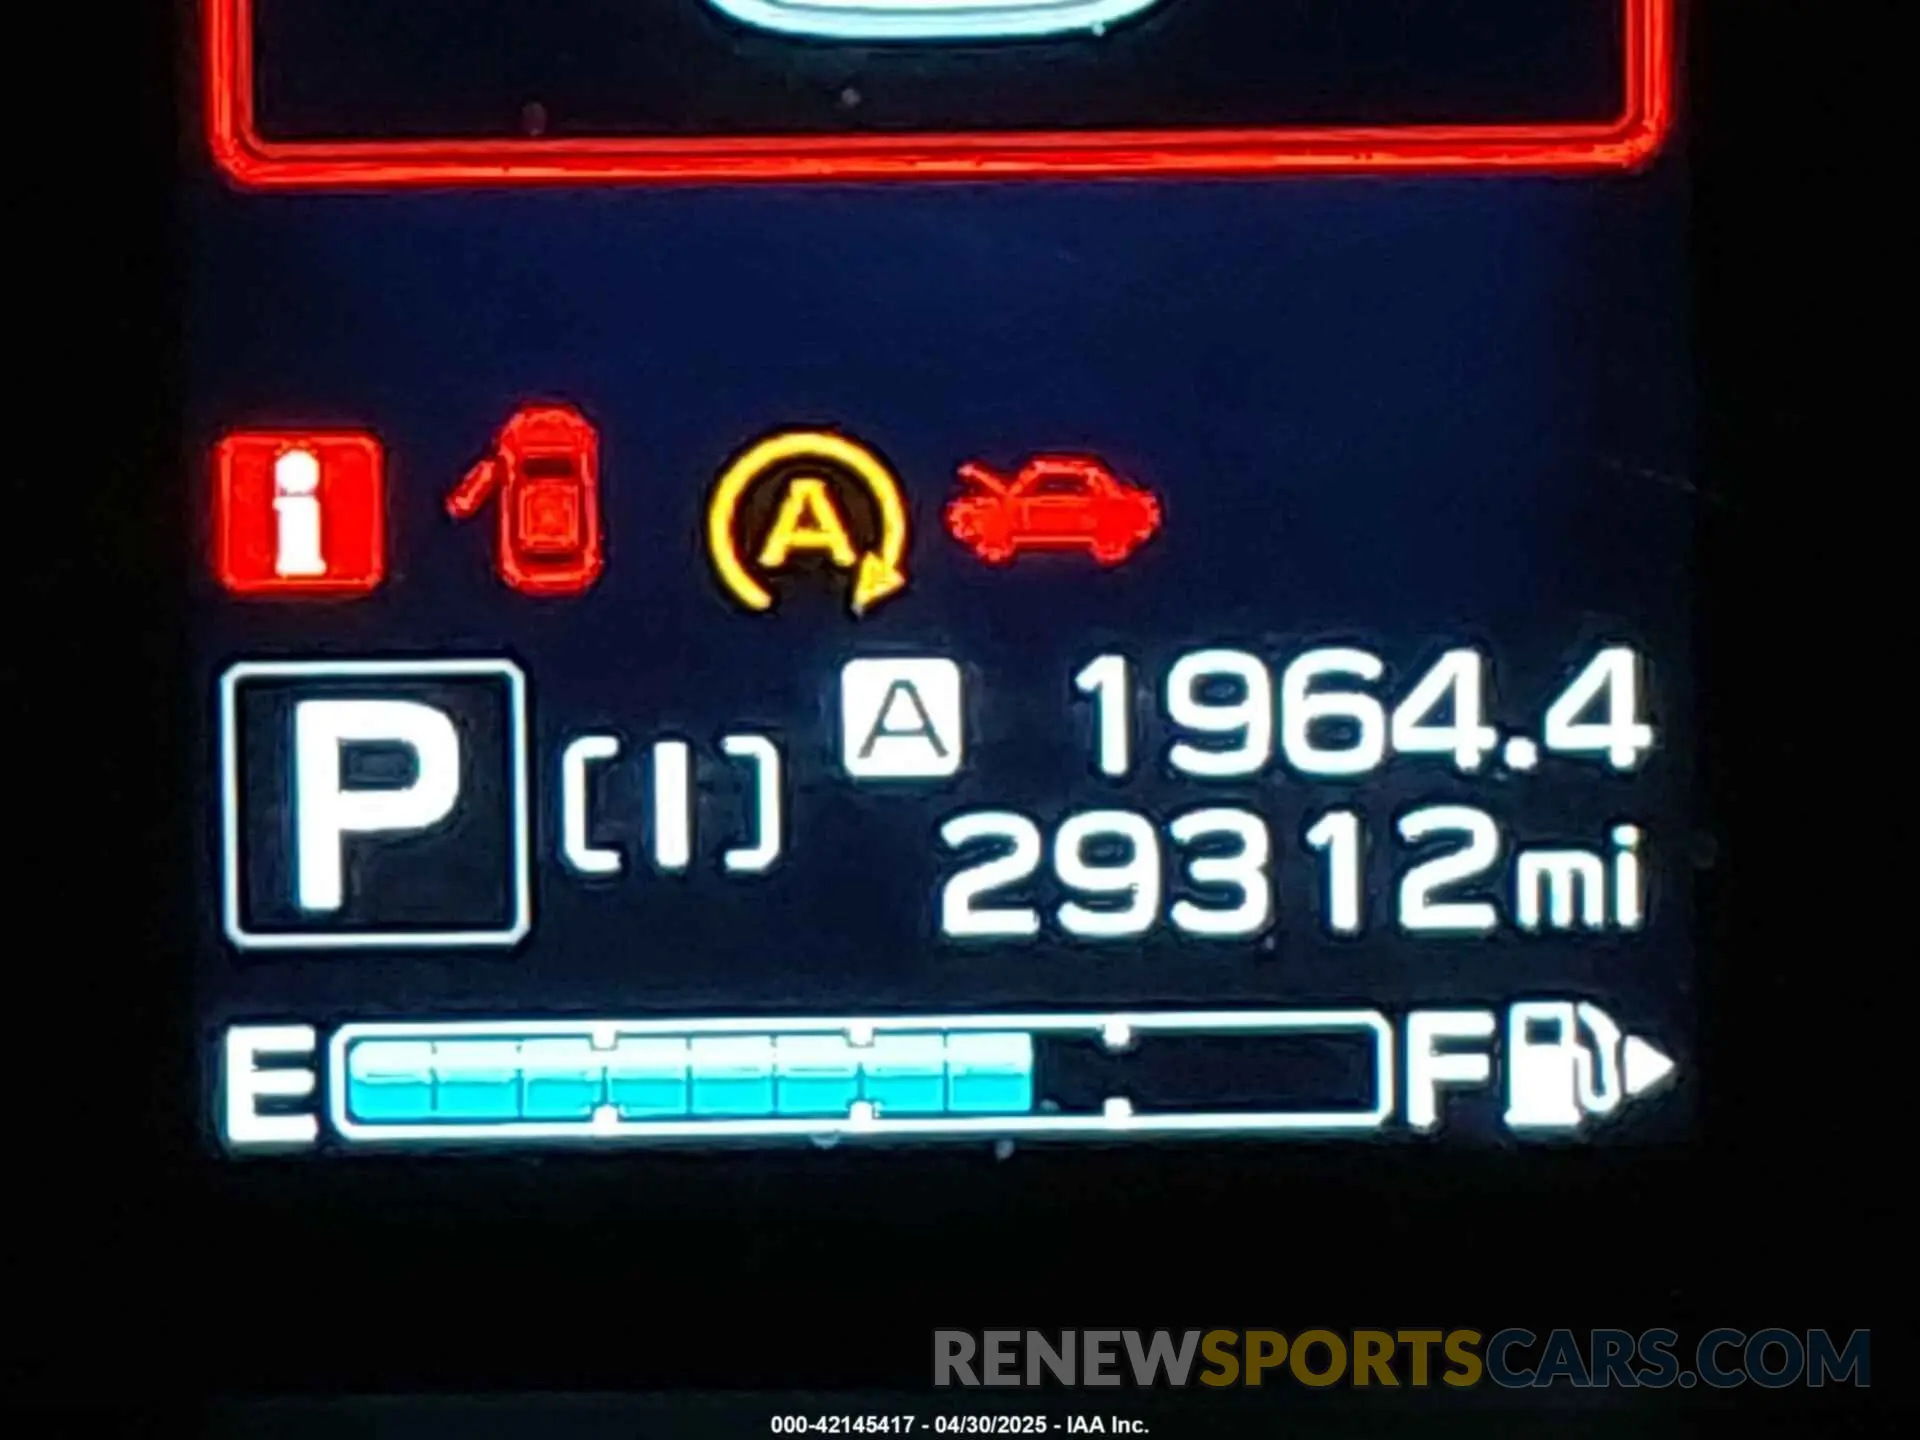 i
A
P [I] A 1964.4
29312mi
E F
RENEWSPORTSCARS.COM
000-42145417 - 04/30/2025 - IAA Inc.